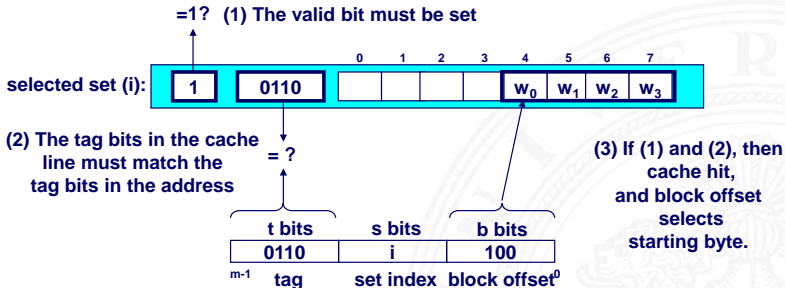 =1? (1) The valid bit must be set
0 1 2 3 4 5 6 7
selected set (i): 1 0110 w0 w1 w2 w3
(2) The tag bits in the cache
line must match the
tag bits in the address
= ?
(3) If (1) and (2), then
cache hit,
and block offset
selects
starting byte.
t bits s bits b bits
0110 i 100
m-1 tag set index block offset 0